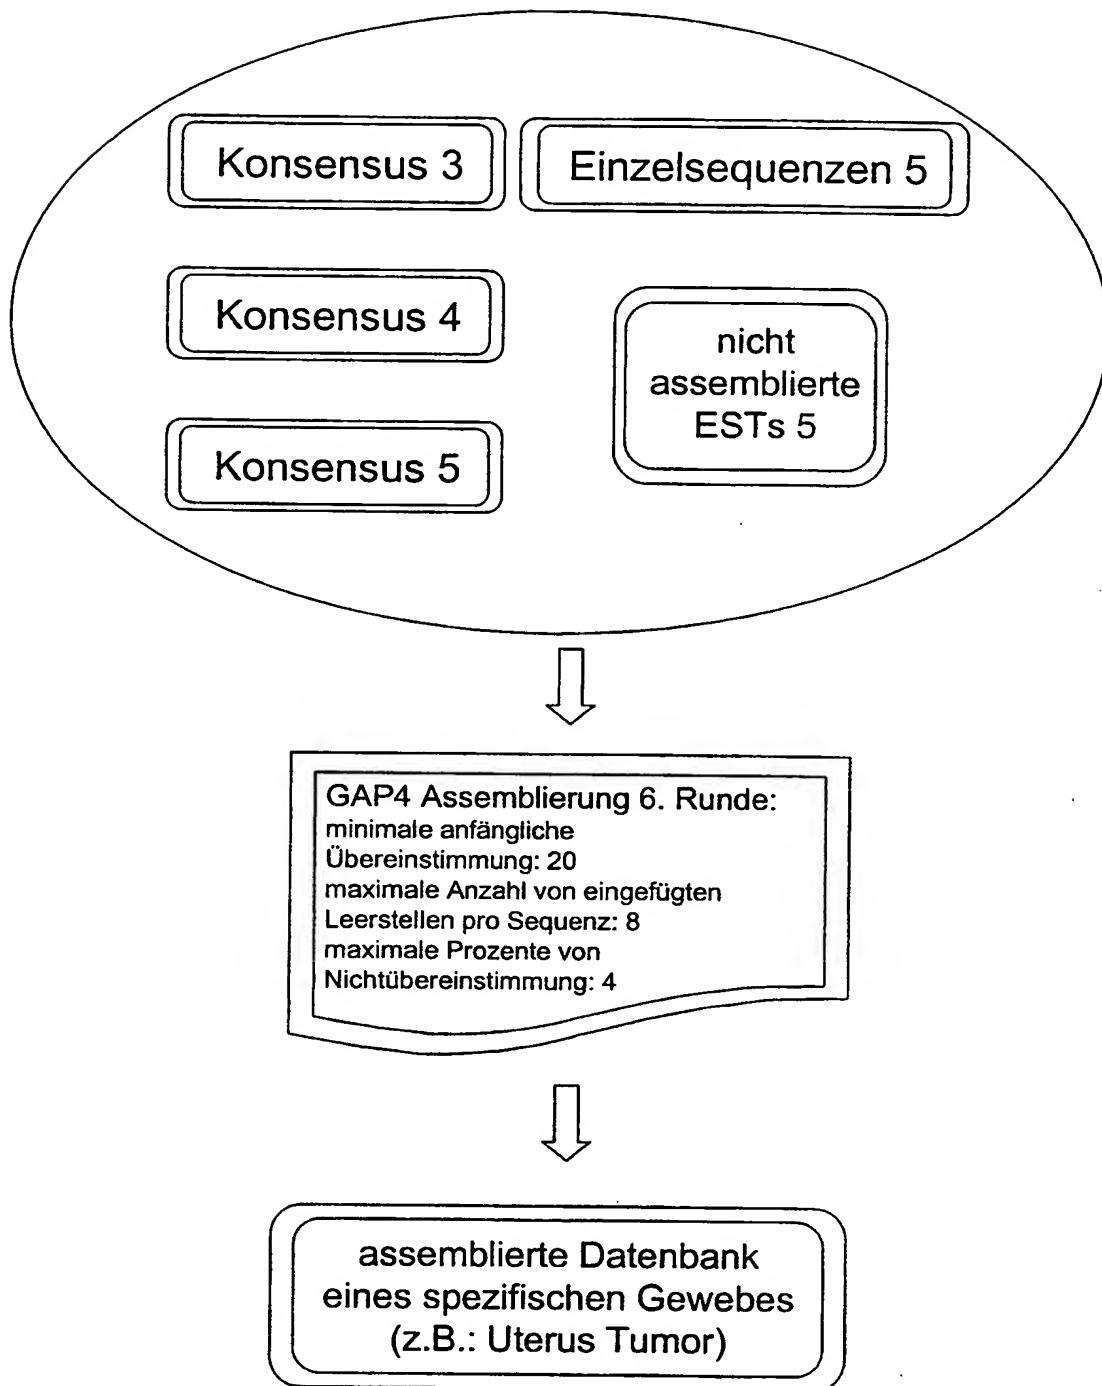 Konsensus 3
Einzelsequenzen 5
Konsensus 4
nicht
assemblierte
ESTs 5
Konsensus 5
GAP4 Assemblierung 6. Runde:
minimale anfängliche
Übereinstimmung: 20
maximale Anzahl von eingefügten
Leerstellen pro Sequenz: 8
maximale Prozente von
Nichtübereinstimmung: 4
assemblierte Datenbank
eines spezifischen Gewebes
(z.B.: Uterus Tumor)